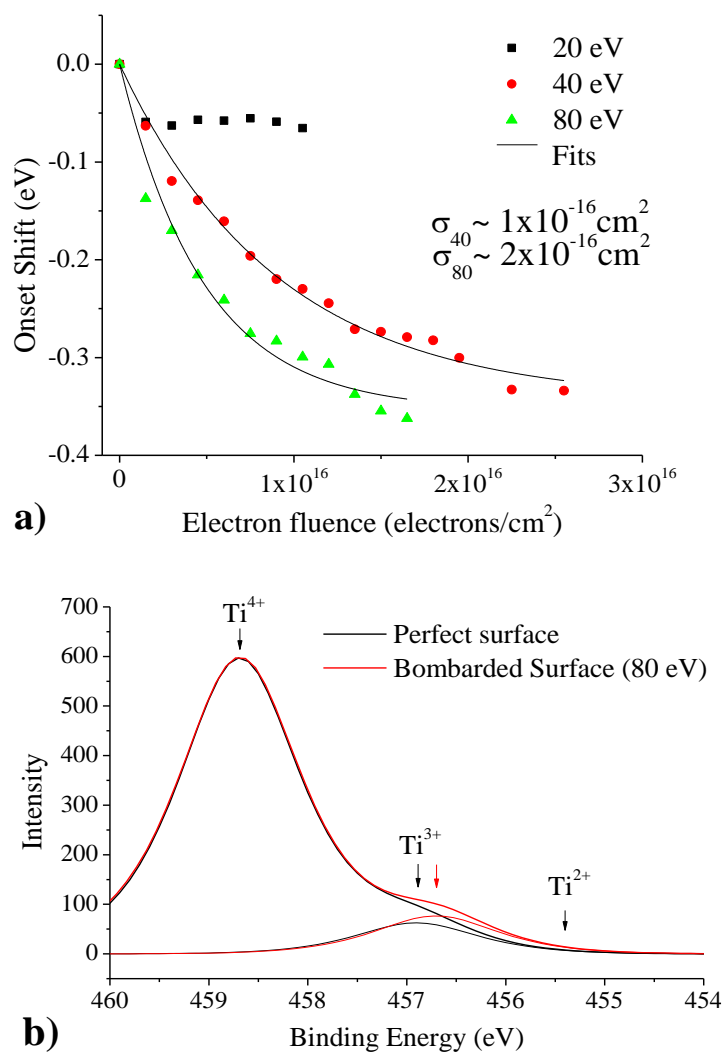 20 eV
40 eV
80 eV
Fits
σ₄₀ ~ 1x10⁻¹⁶cm²
σ₈₀ ~ 2x10⁻¹⁶cm²
0.0
-0.1
-0.2
-0.3
-0.4
Onset Shift (eV)
0 1x10¹⁶ 2x10¹⁶ 3x10¹⁶
a)
Electron fluence (electrons/cm²)
700
600
500
400
300
200
100
0
Intensity
Ti⁴⁺
Perfect surface
Bombarded Surface (80 eV)
Ti³⁺
Ti²⁺
460 459 458 457 456 455 454
b)
Binding Energy (eV)